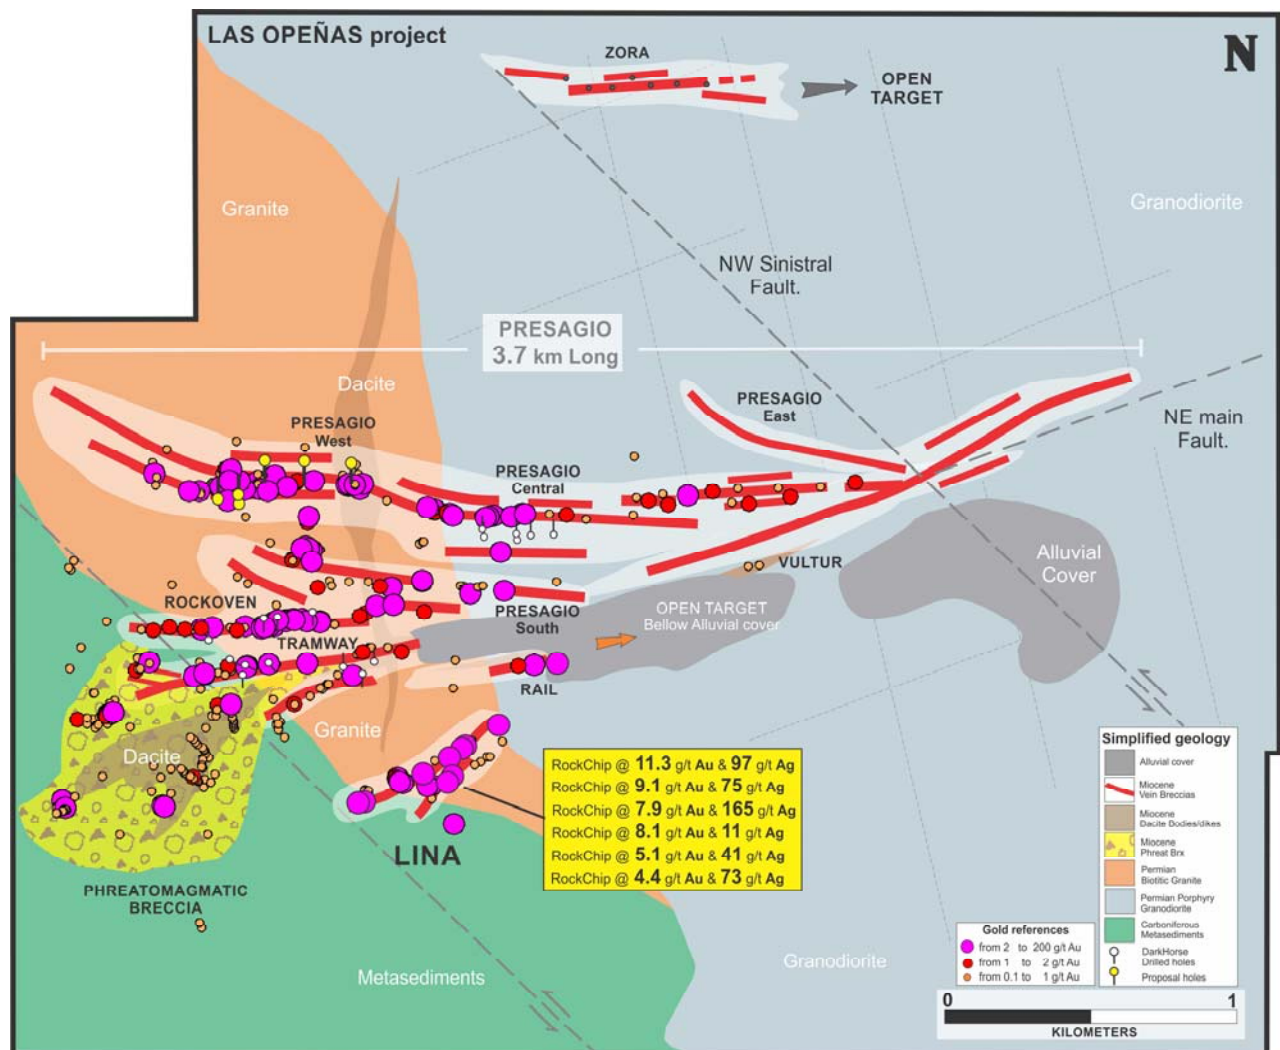 LAS OPEÑAS project
N
ZORA
OPEN
TARGET
Granite
Granodiorite
NW Sinistral
Fault.
PRESAGIO
3.7 km Long
Dacite
PRESAGIO
East
NE main
Fault.
PRESAGIO
West
PRESAGIO
Central
VULTUR
Alluvial
Cover
ROCKOVEN
PRESAGIO
South
OPEN TARGET
Bellow Alluvial cover
TRAMWAY
RAIL
Granite
Dacite
RockChip @ 11.3 g/t Au & 97 g/t Ag
RockChip @ 9.1 g/t Au & 75 g/t Ag
RockChip @ 7.9 g/t Au & 165 g/t Ag
RockChip @ 8.1 g/t Au & 11 g/t Ag
RockChip @ 5.1 g/t Au & 41 g/t Ag
RockChip @ 4.4 g/t Au & 73 g/t Ag
LINA
PHREATOMAGMATIC
BRECCIA
Metasediments
Granodiorite
Simplified geology
Alluvial cover
Miocene
Vein Breccias
Miocene
Dacite Bodies/dikes
Miocene
Phreat Brx
Permian
Biotitic Granite
Permian Porphyry
Granodiorite
Carboniferous
Metasediments
DarkHorse
Drilled holes
Proposal holes
Gold references
from 2 to 200 g/t Au
from 1 to 2 g/t Au
from 0.1 to 1 g/t Au
0 1
KILOMETERS